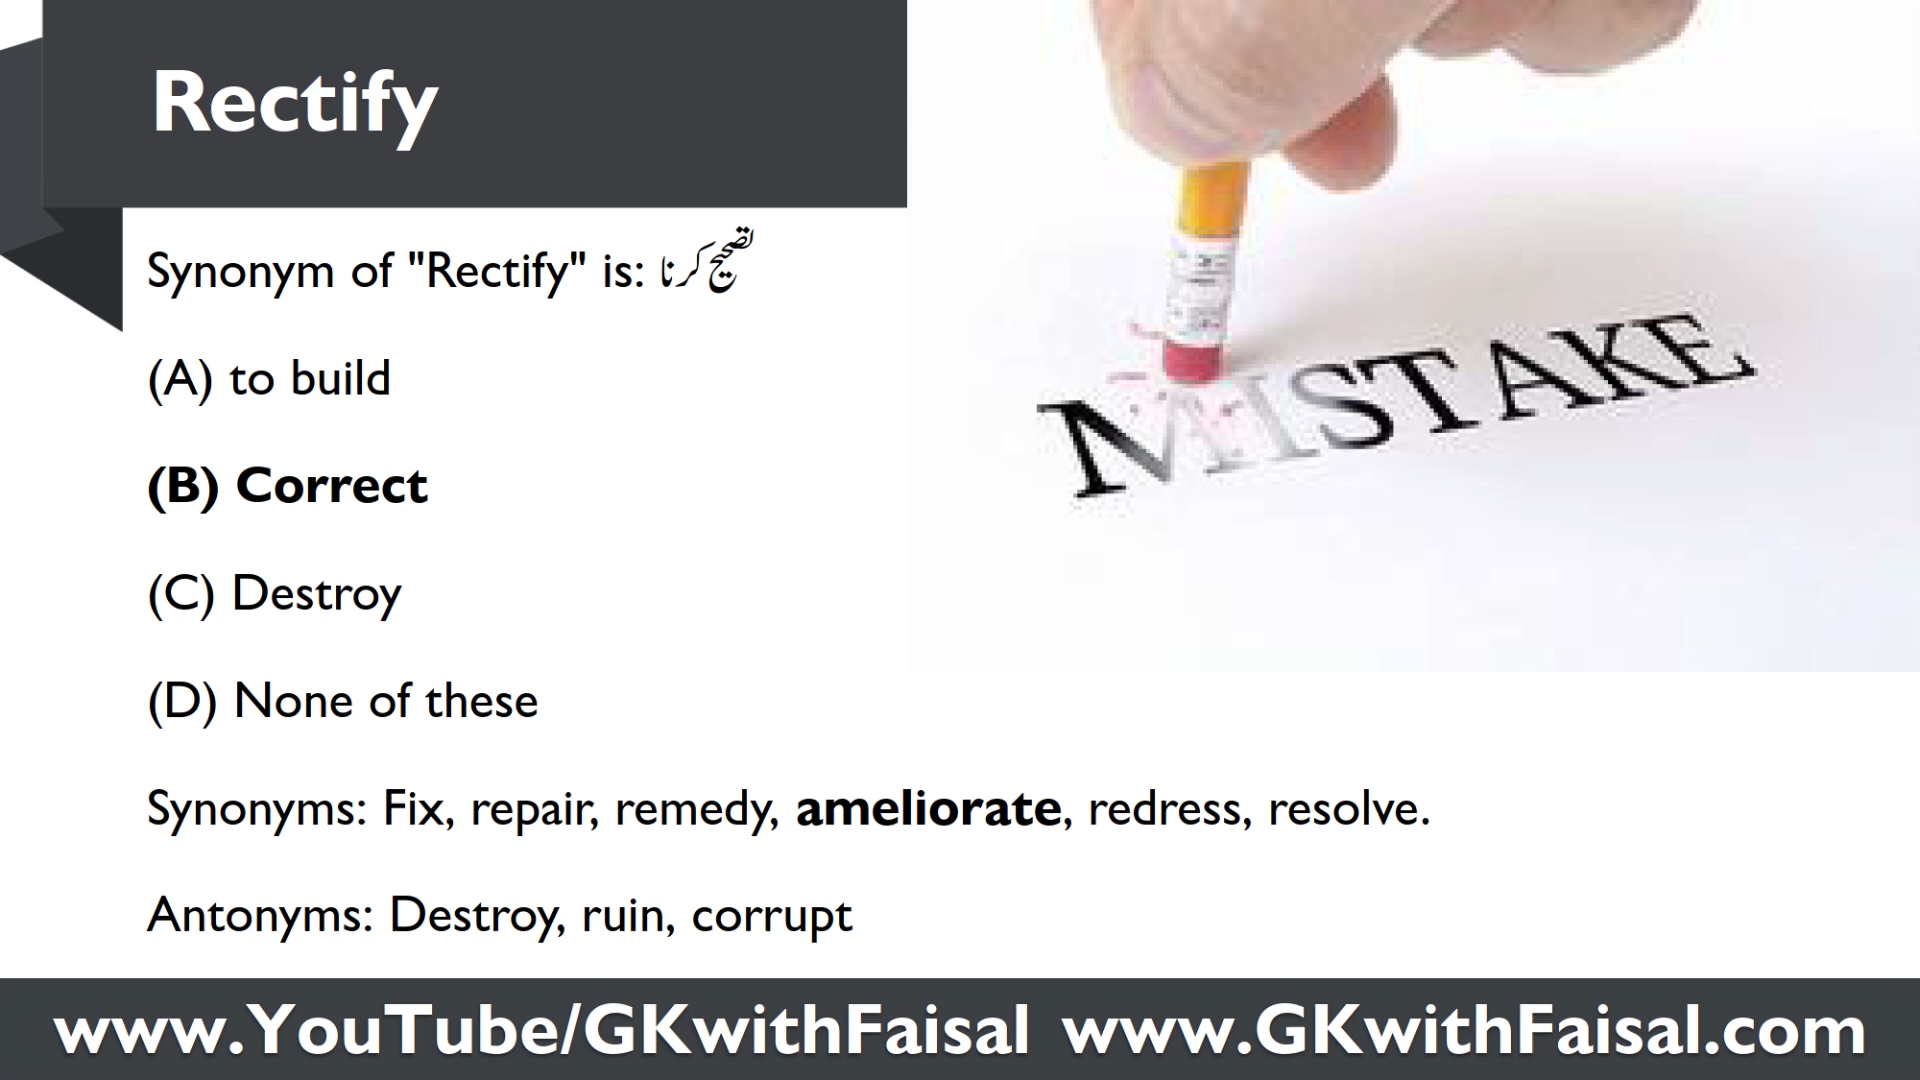 Rectify
Synonym of "Rectify" is: تصحیح کرنا
(A) to build
(B) Correct
(C) Destroy
(D) None of these
Synonyms: Fix, repair, remedy, ameliorate, redress, resolve.
Antonyms: Destroy, ruin, corrupt
MISTAKE
www.YouTube/GKwithFaisal www.GKwithFaisal.com